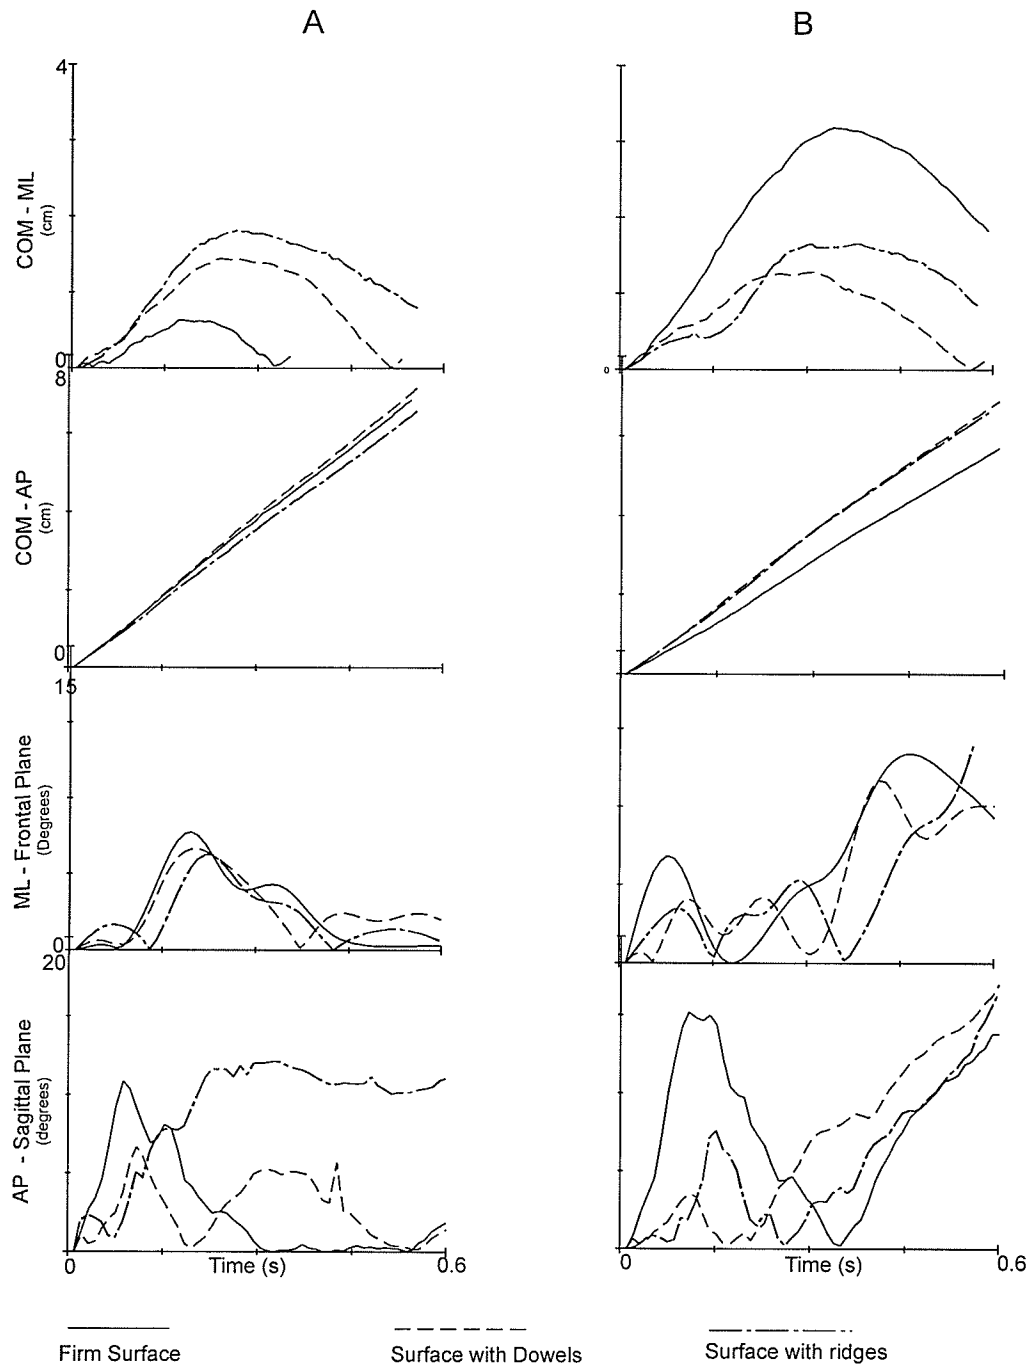 A
B
4
COM - ML
(cm)
0
0
8
COM - AP
(cm)
0
15
ML - Frontal Plane
(Degrees)
0
20
AP - Sagittal Plane
(degrees)
0
Time (s)
0.6
0
Time (s)
0.6
Firm Surface
Surface with Dowels
Surface with ridges